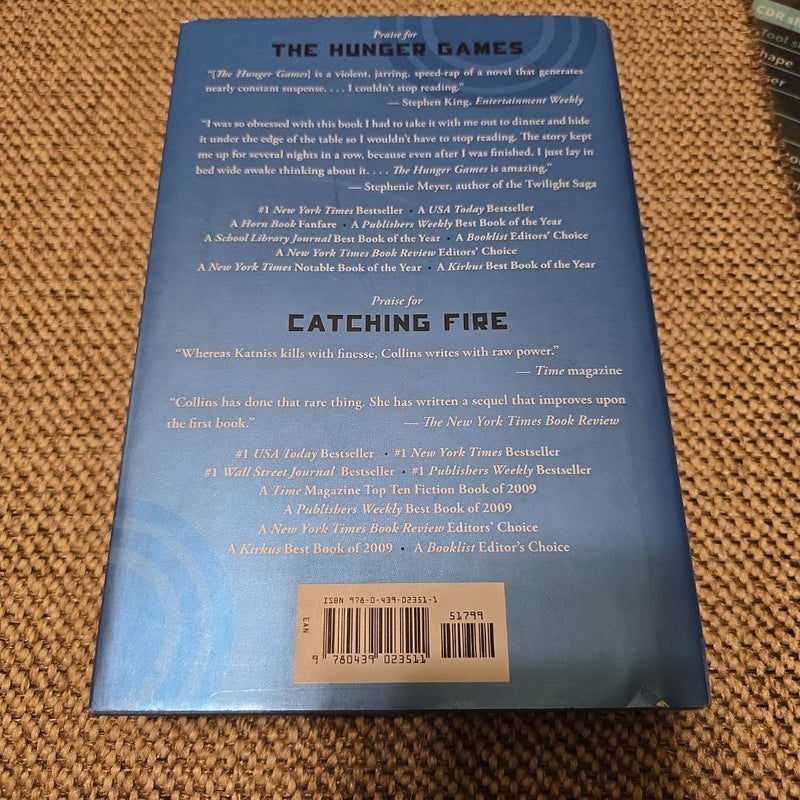 Praise for
THE HUNGER GAMES
“[The Hunger Games] is a violent, jarring, speed-rap of a novel that generates
nearly constant suspense. . . . I couldn’t stop reading.”
— Stephen King, Entertainment Weekly
“I was so obsessed with this book I had to take it with me out to dinner and hide
it under the edge of the table so I wouldn’t have to stop reading. The story kept
me up for several nights in a row, because even after I was finished, I just lay in
bed wide awake thinking about it. . . . The Hunger Games is amazing.”
— Stephenie Meyer, author of the Twilight Saga
#1 New York Times Bestseller • A USA Today Bestseller
A Horn Book Fanfare • A Publishers Weekly Best Book of the Year
A School Library Journal Best Book of the Year • A Booklist Editors’ Choice
A New York Times Book Review Editors’ Choice
A New York Times Notable Book of the Year • A Kirkus Best Book of the Year
Praise for
CATCHING FIRE
“Whereas Katniss kills with finesse, Collins writes with raw power.”
— Time magazine
“Collins has done that rare thing. She has written a sequel that improves upon
the first book.” — The New York Times Book Review
#1 USA Today Bestseller • #1 New York Times Bestseller
#1 Wall Street Journal Bestseller • #1 Publishers Weekly Bestseller
A Time Magazine Top Ten Fiction Book of 2009
A Publishers Weekly Best Book of 2009
A New York Times Book Review Editors’ Choice
A Kirkus Best Book of 2009 • A Booklist Editor’s Choice
ISBN 978-0-439-02351-1
51799
EAN
9 780439 023511
CDR
Tool